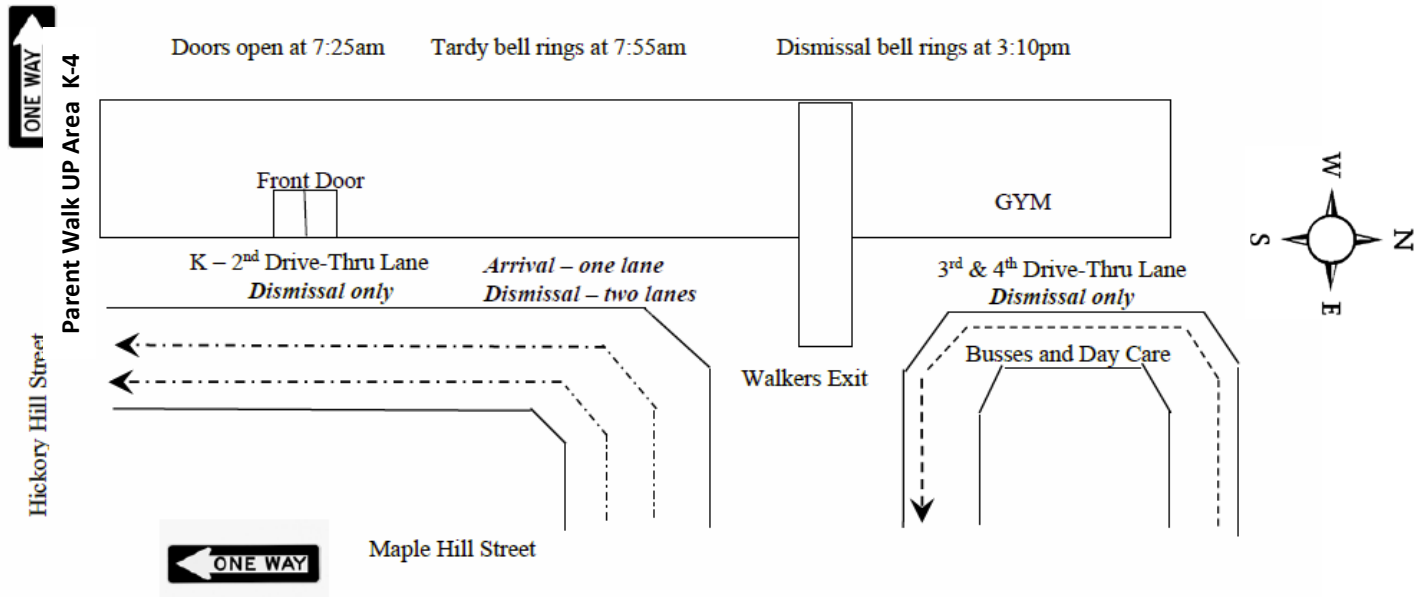 ONE WAY
Parent Walk UP Area  K-4
Hickory Hill Street
Doors open at 7:25am
Tardy bell rings at 7:55am
Dismissal bell rings at 3:10pm
Front Door
GYM
W
S
N
E
K – 2nd Drive-Thru Lane
Dismissal only
Arrival – one lane
Dismissal – two lanes
3rd & 4th Drive-Thru Lane
Dismissal only
Busses and Day Care
Walkers Exit
Maple Hill Street
ONE WAY